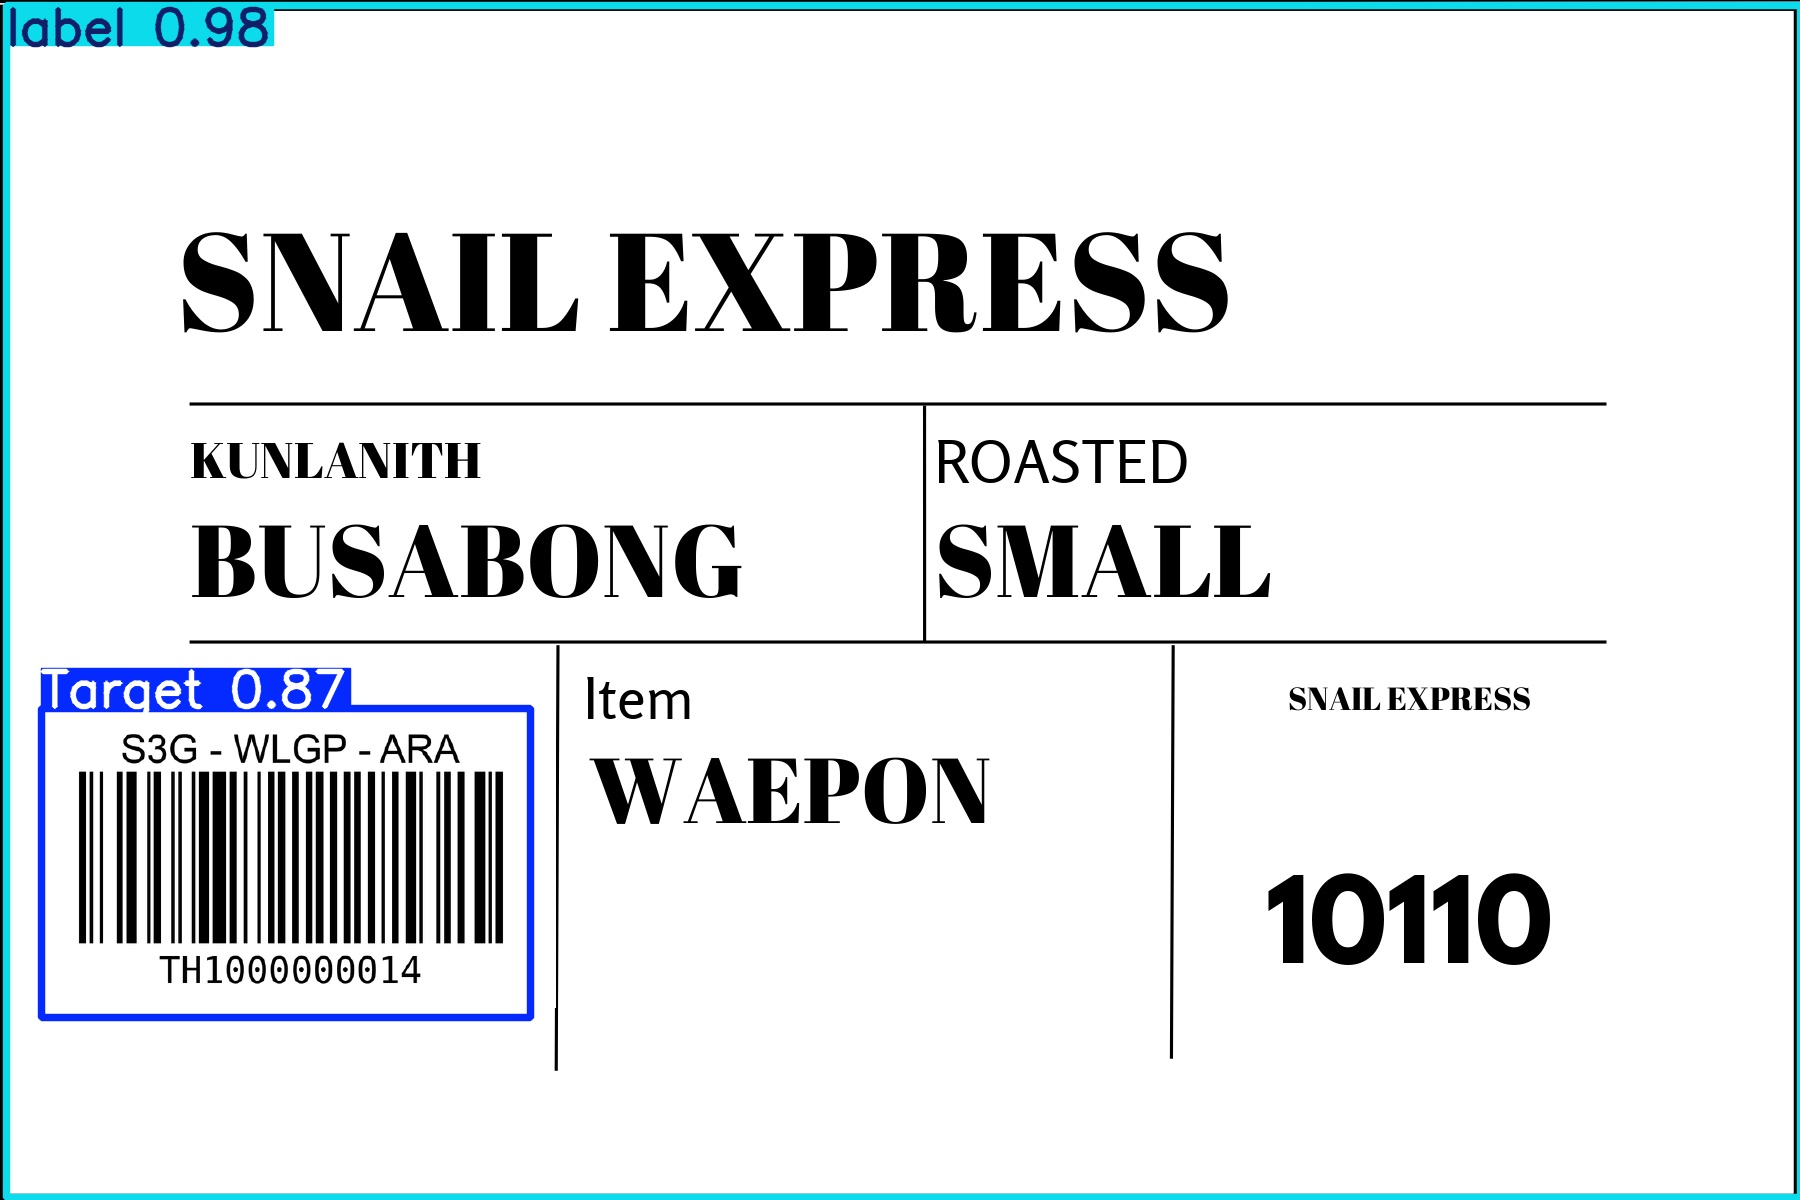 label 0.98
SNAIL EXPRESS
KUNLANITH
BUSABONG
ROASTED
SMALL
Target 0.87
S3G - WLGP - ARA
TH1000000014
Item
WAEPON
SNAIL EXPRESS
10110